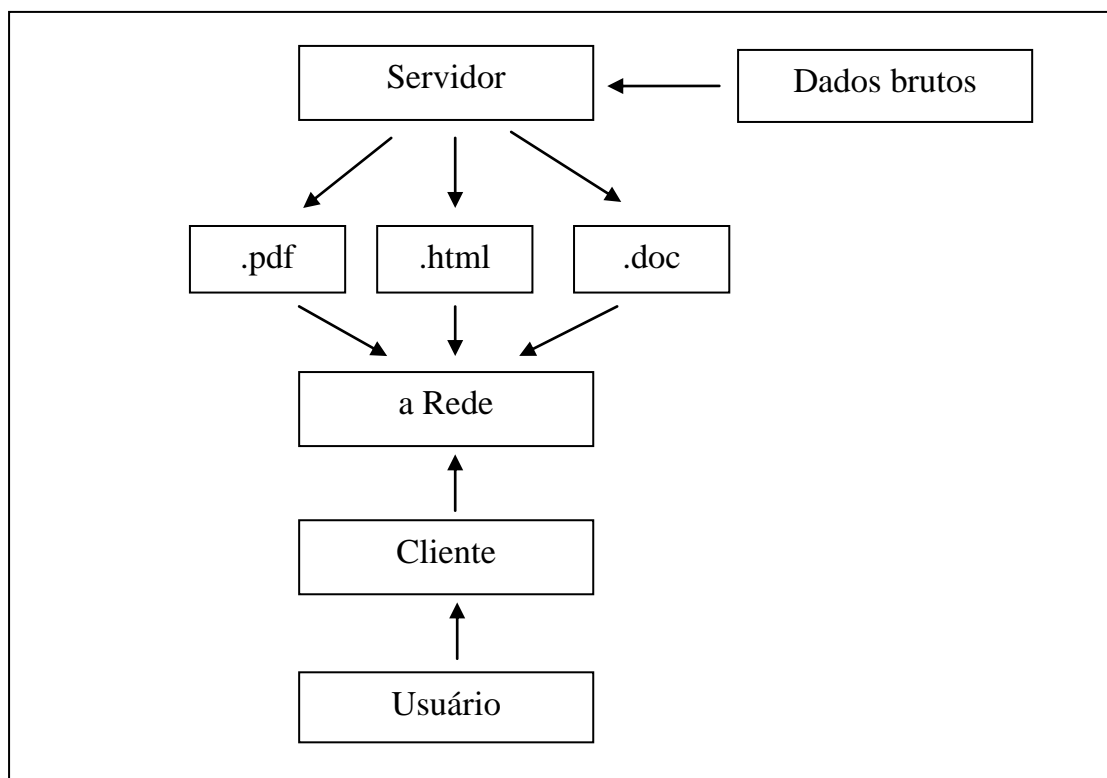 Servidor
Dados brutos
.pdf
.html
.doc
a Rede
Cliente
Usuário